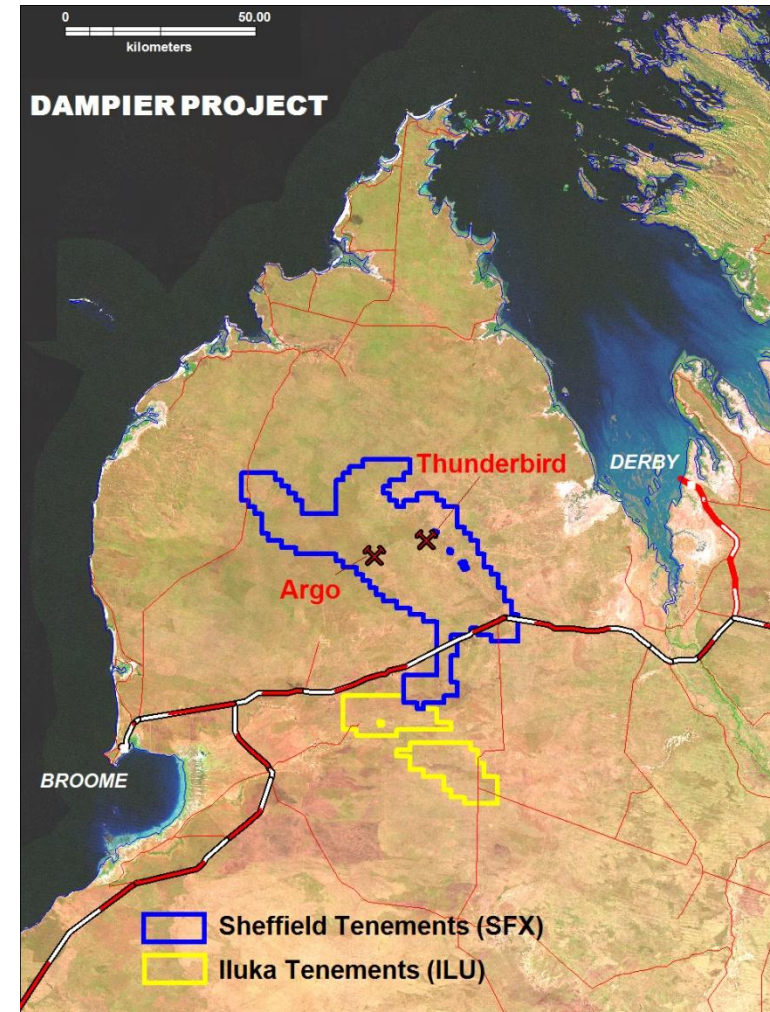 0 50.00
kilometers
DAMPIER PROJECT
Thunderbird
DERBY
Argo
BROOME
Sheffield Tenements (SFX)
Iluka Tenements (ILU)